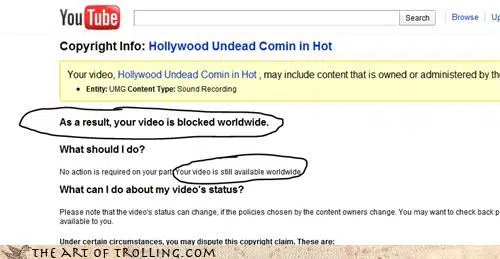 YouTube
Search
Browse
Copyright Info: Hollywood Undead Comin in Hot
Your video, Hollywood Undead Comin in Hot , may include content that is owned or administered by the
• Entity: UMG Content Type: Sound Recording
As a result, your video is blocked worldwide.
What should I do?
No action is required on your part. Your video is still available worldwide.
What can I do about my video's status?
Please note that the video's status can change, if the policies chosen by the content owners change. You may want to check back p
available to you.
Under certain circumstances, you may dispute this copyright claim. These are:
THE ART OF TROLLING.COM